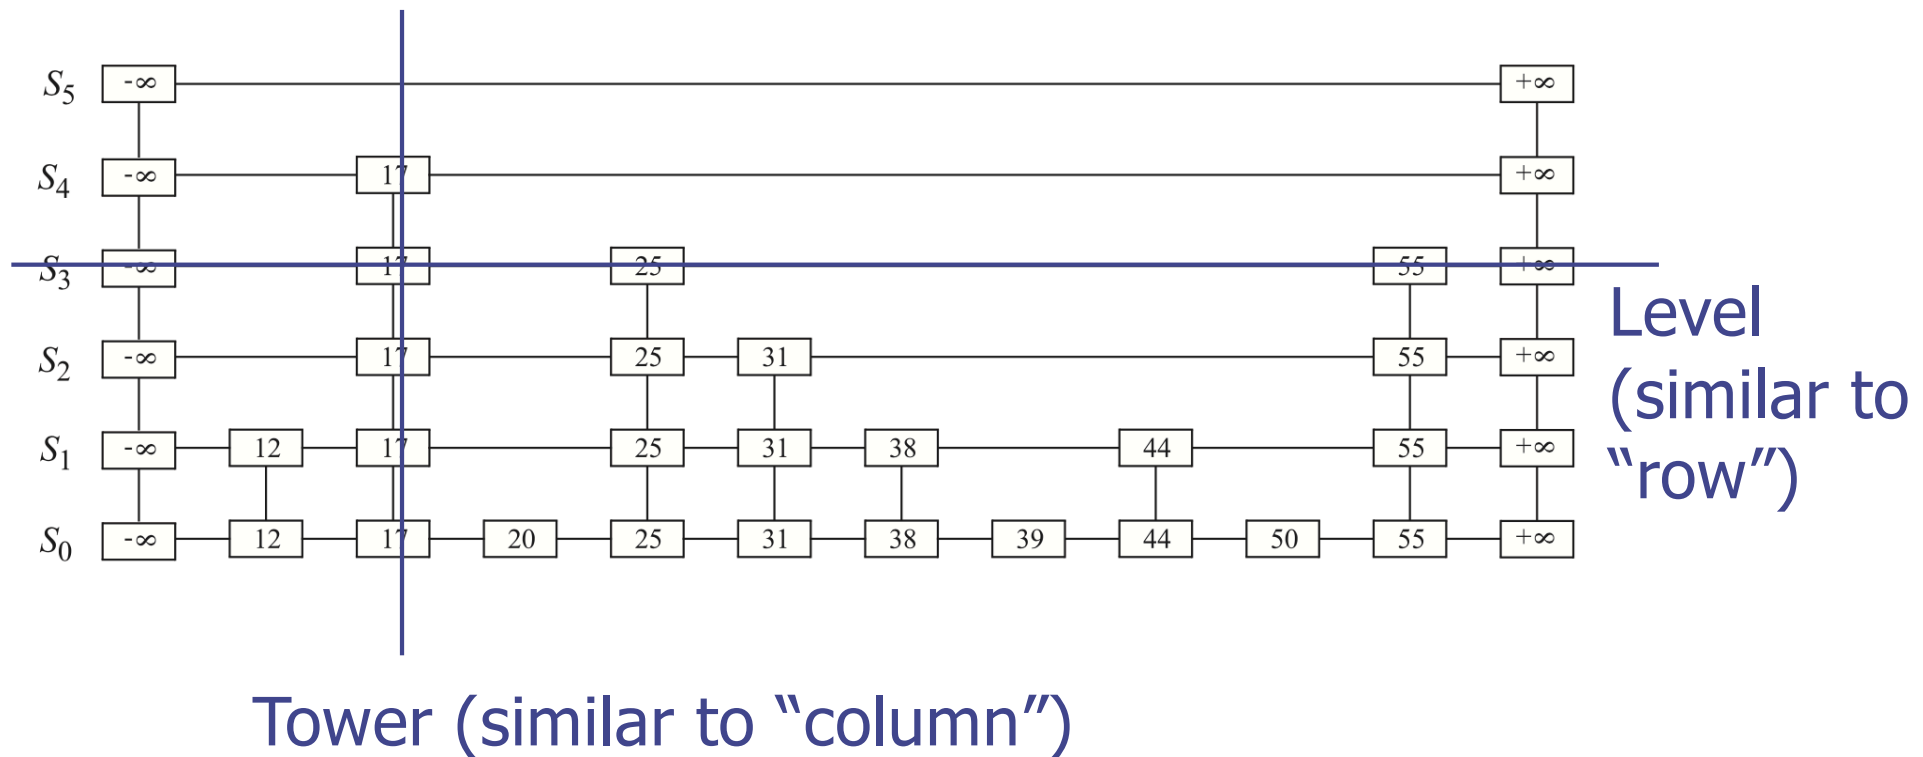 S5 -∞ +∞
S4 -∞ 17 +∞
S3 -∞ 17 25 55 +∞
S2 -∞ 17 25 31 55 +∞
S1 -∞ 12 17 25 31 38 44 55 +∞
S0 -∞ 12 17 20 25 31 38 39 44 50 55 +∞
Level
(similar to
“row”)
Tower (similar to “column”)